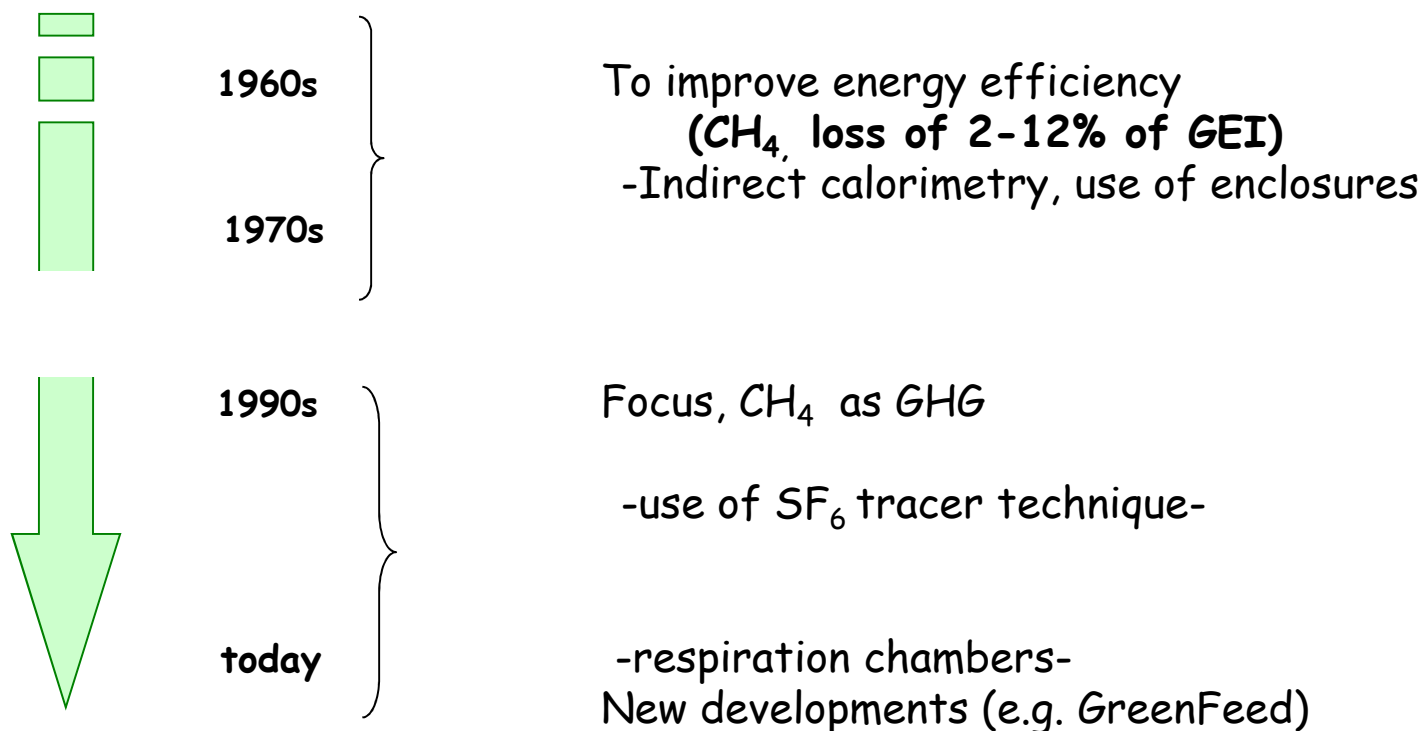 1960s
To improve energy efficiency
(CH₄, loss of 2-12% of GEI)
-Indirect calorimetry, use of enclosures
1970s
1990s
Focus, CH₄ as GHG
-use of SF₆ tracer technique-
today
-respiration chambers-
New developments (e.g. GreenFeed)